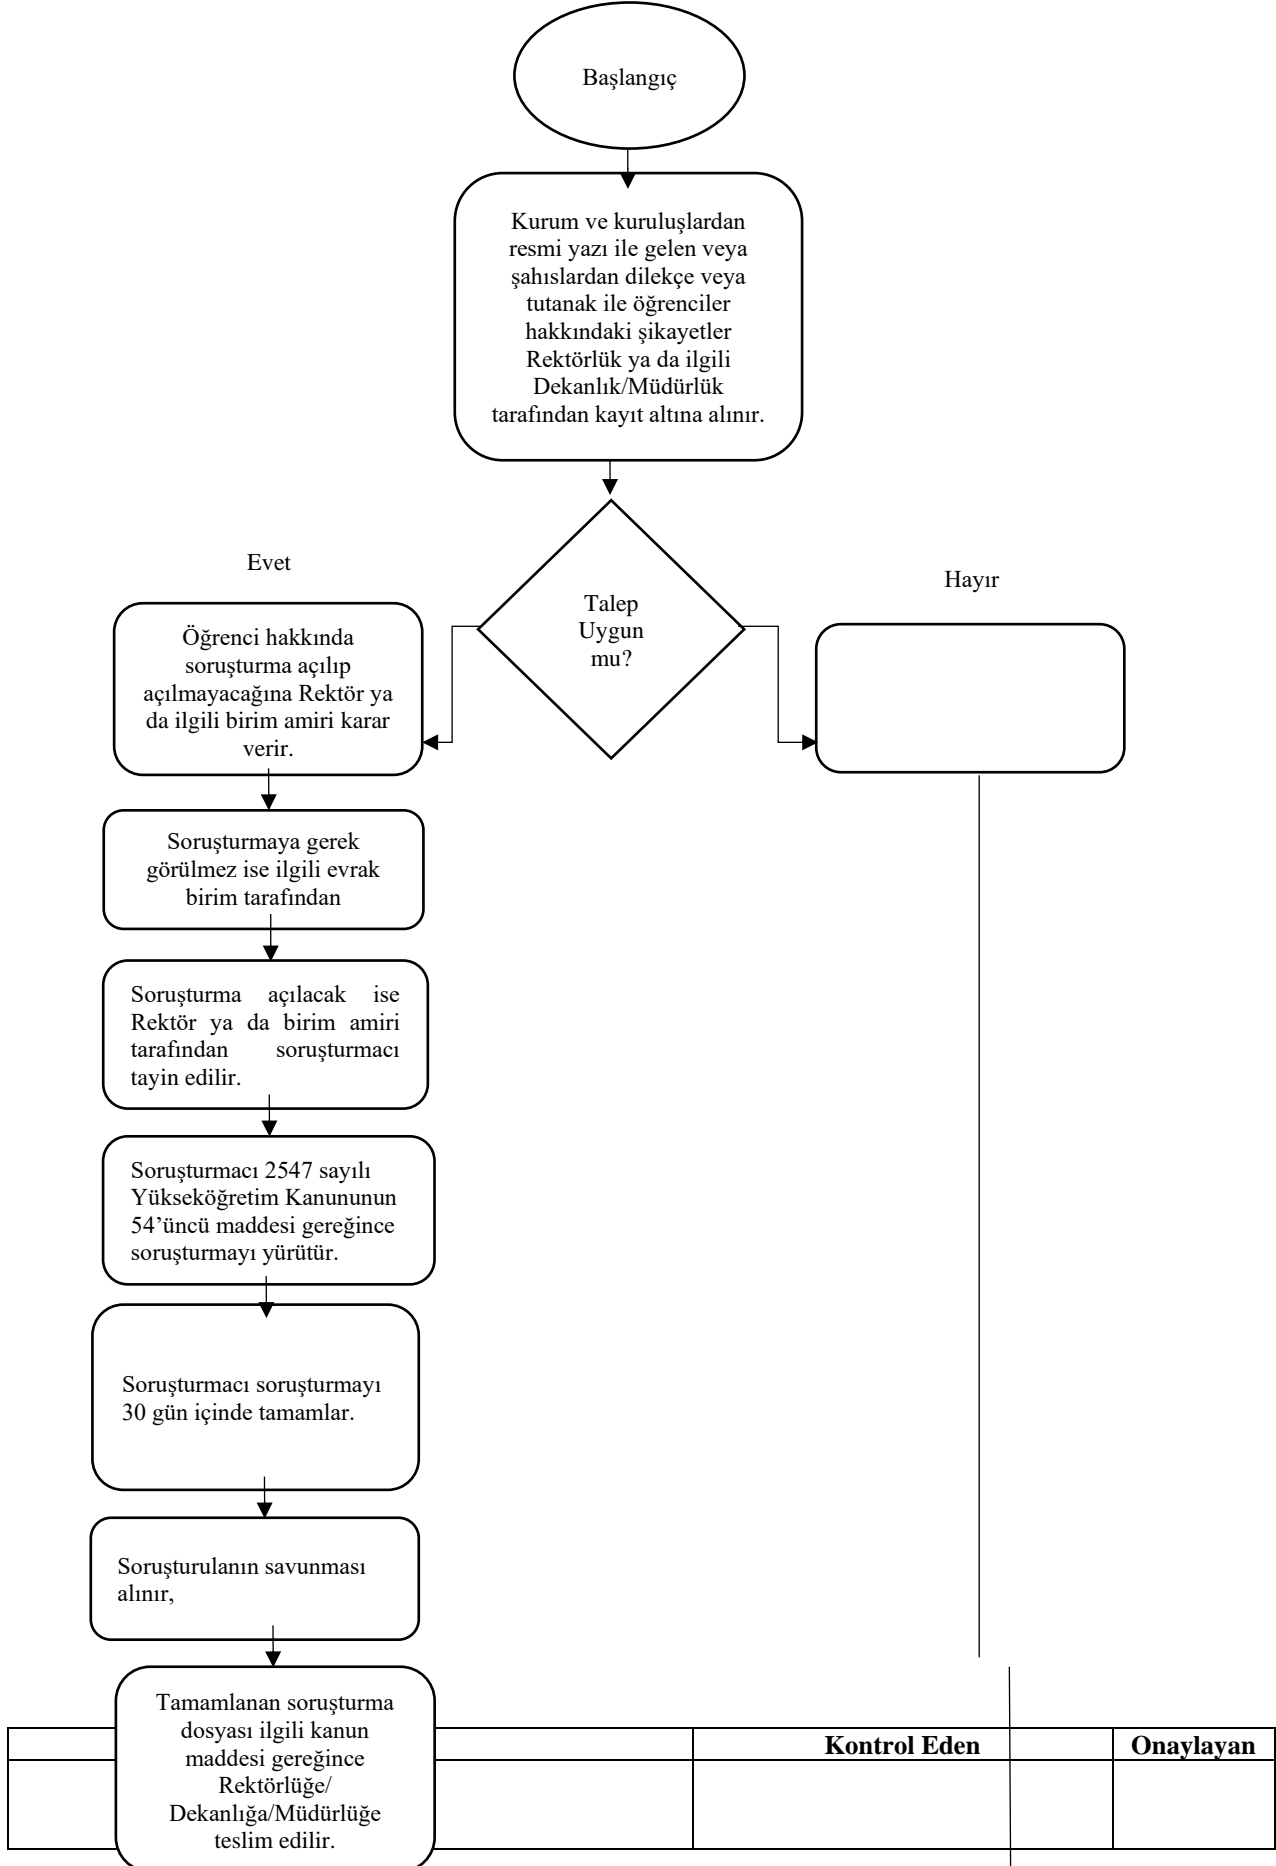 Başlangıç
Kurum ve kuruluşlardan
resmi yazı ile gelen veya
şahıslardan dilekçe veya
tutanak ile öğrenciler
hakkındaki şikayetler
Rektörlük ya da ilgili
Dekanlık/Müdürlük
tarafından kayıt altına alınır.
Evet
Hayır
Talep
Uygun
mu?
Öğrenci hakkında
soruşturma açılıp
açılmayacağına Rektör ya
da ilgili birim amiri karar
verir.
Soruşturmaya gerek
görülmez ise ilgili evrak
birim tarafından
Soruşturma açılacak ise
Rektör ya da birim amiri
tarafından soruşturmacı
tayin edilir.
Soruşturmacı 2547 sayılı
Yükseköğretim Kanununun
54’üncü maddesi gereğince
soruşturmayı yürütür.
Soruşturmacı soruşturmayı
30 gün içinde tamamlar.
Soruşturulanın savunması
alınır,
Tamamlanan soruşturma
dosyası ilgili kanun
maddesi gereğince
Rektörlüğe/
Dekanlığa/Müdürlüğe
teslim edilir.
Kontrol Eden
Onaylayan